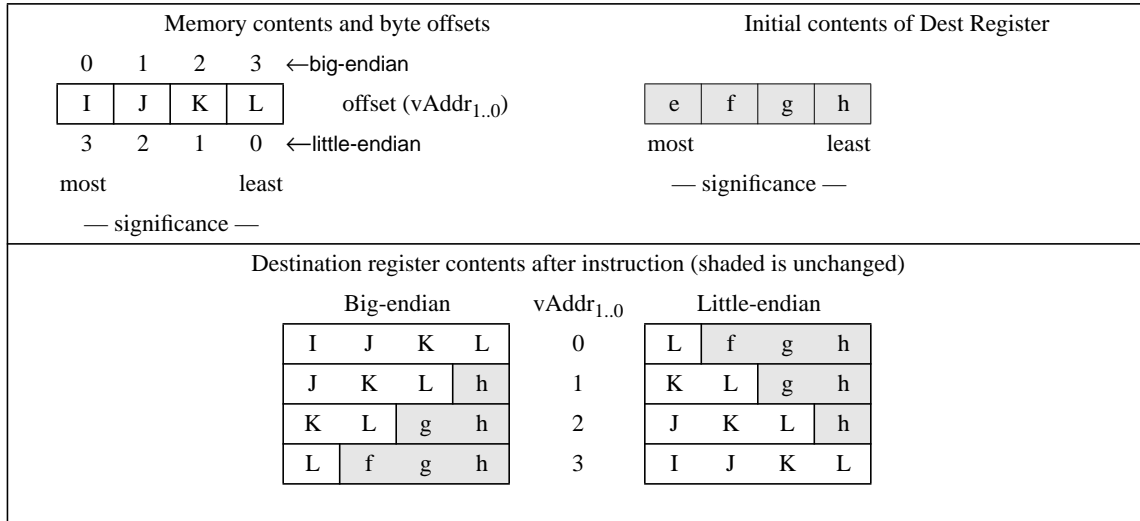 Memory contents and byte offsets
Initial contents of Dest Register
0 1 2 3 ←big-endian
I J K L offset (vAddr1..0)
3 2 1 0 ←little-endian
most least
— significance —
e f g h
most least
— significance —
Destination register contents after instruction (shaded is unchanged)
Big-endian vAddr1..0 Little-endian
I J K L 0 L f g h
J K L h 1 K L g h
K L g h 2 J K L h
L f g h 3 I J K L